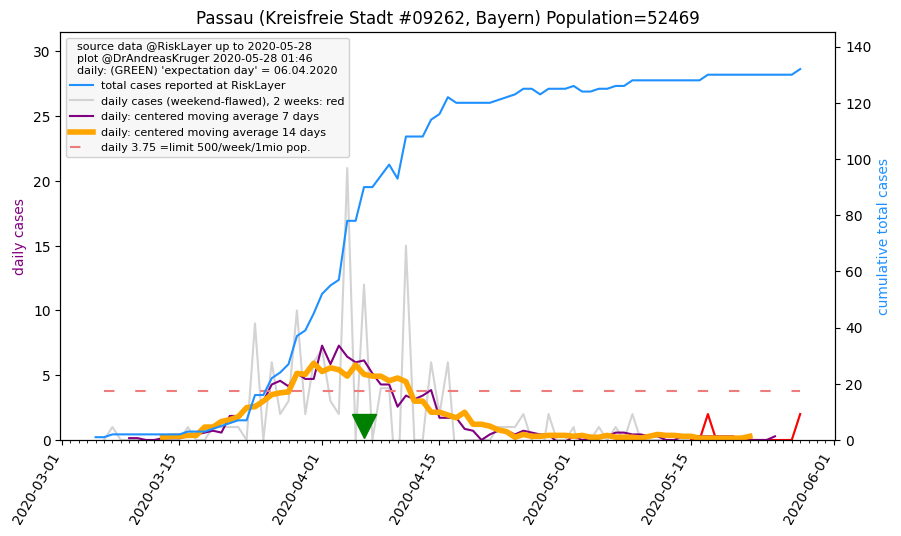 Passau (Kreisfreie Stadt #09262, Bayern) Population=52469
source data @RiskLayer up to 2020-05-28
plot @DrAndreasKruger 2020-05-28 01:46
daily: (GREEN) 'expectation day' = 06.04.2020
total cases reported at RiskLayer
daily cases (weekend-flawed), 2 weeks: red
daily: centered moving average 7 days
daily: centered moving average 14 days
daily 3.75 =limit 500/week/1mio pop.
daily cases
30
25
20
15
10
5
0
cumulative total cases
140
120
100
80
60
40
20
0
2020-03-01
2020-03-15
2020-04-01
2020-04-15
2020-05-01
2020-05-15
2020-06-01